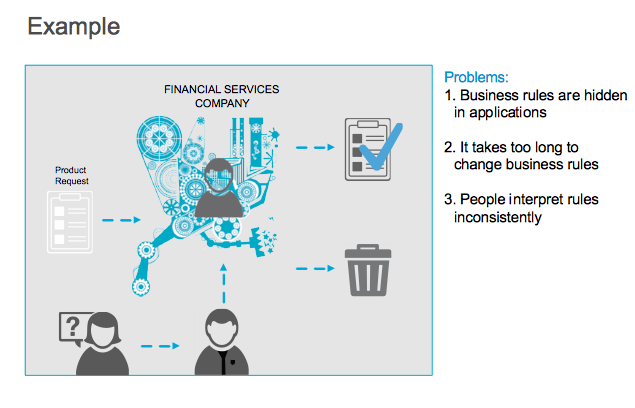 Example
FINANCIAL SERVICES
COMPANY
Product
Request
?
Problems:
1. Business rules are hidden
in applications
2. It takes too long to
change business rules
3. People interpret rules
inconsistently